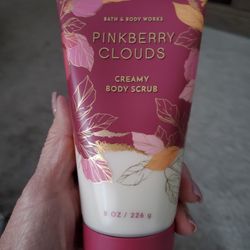 BATH & BODY WORKS
PINKBERRY
CLOUDS
CREAMY
BODY SCRUB
8 OZ / 226 g